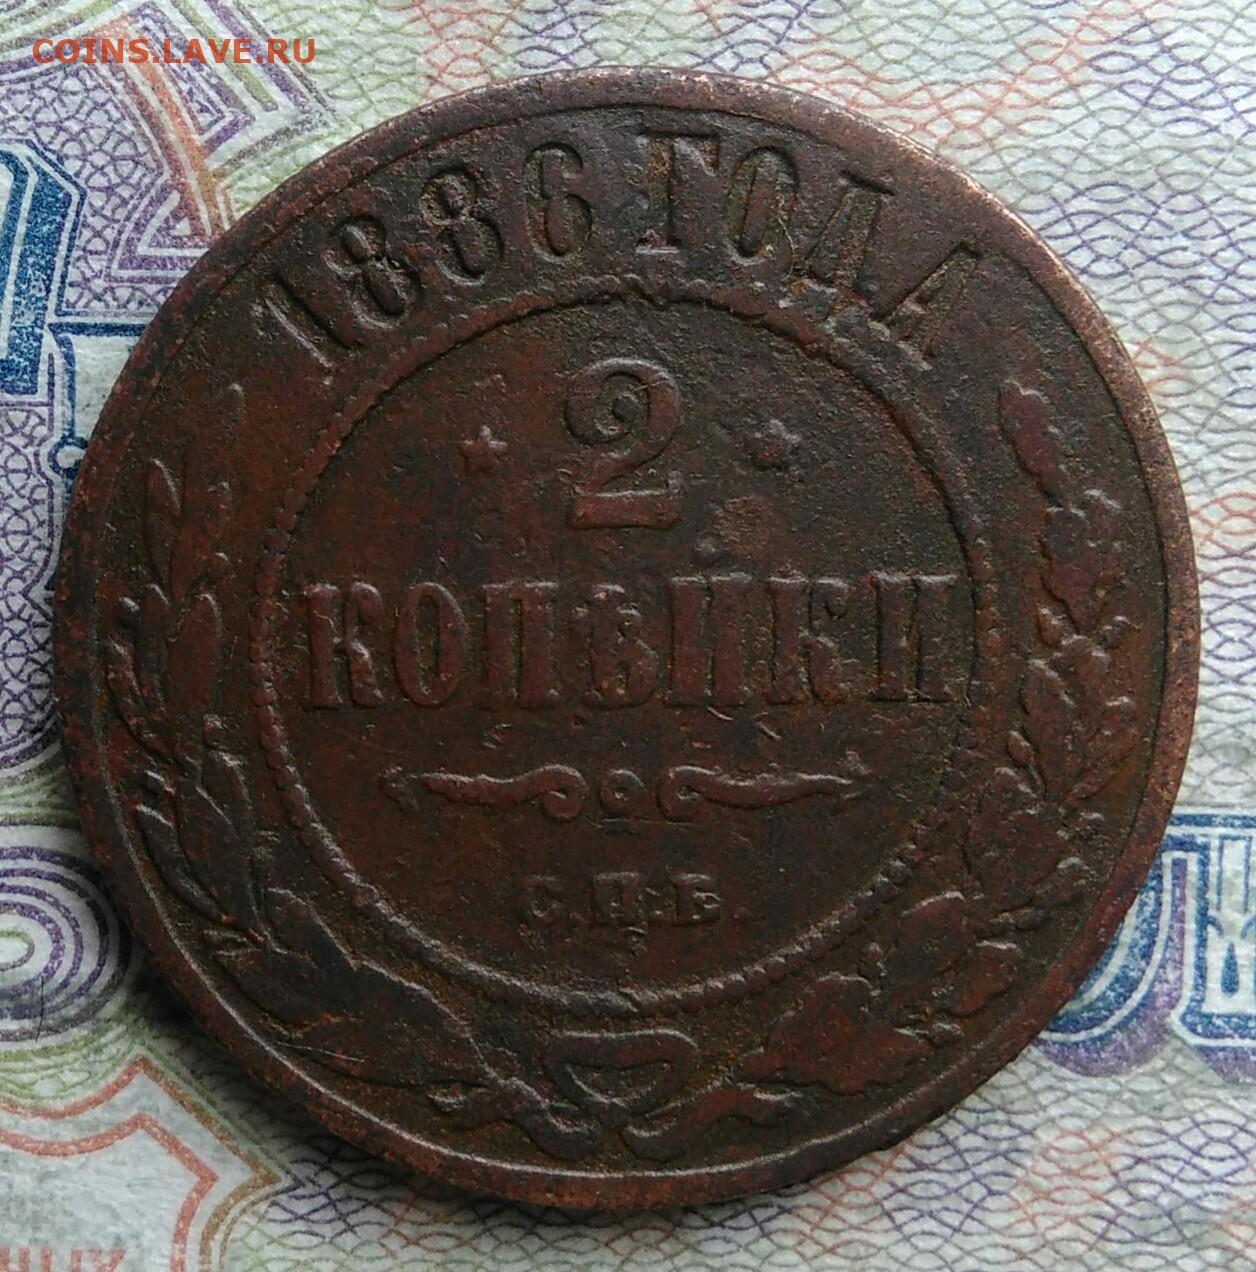 COINS.LAVE.RU
1886 ГОДА
2
КОПѢЙКИ
С.П.Б.